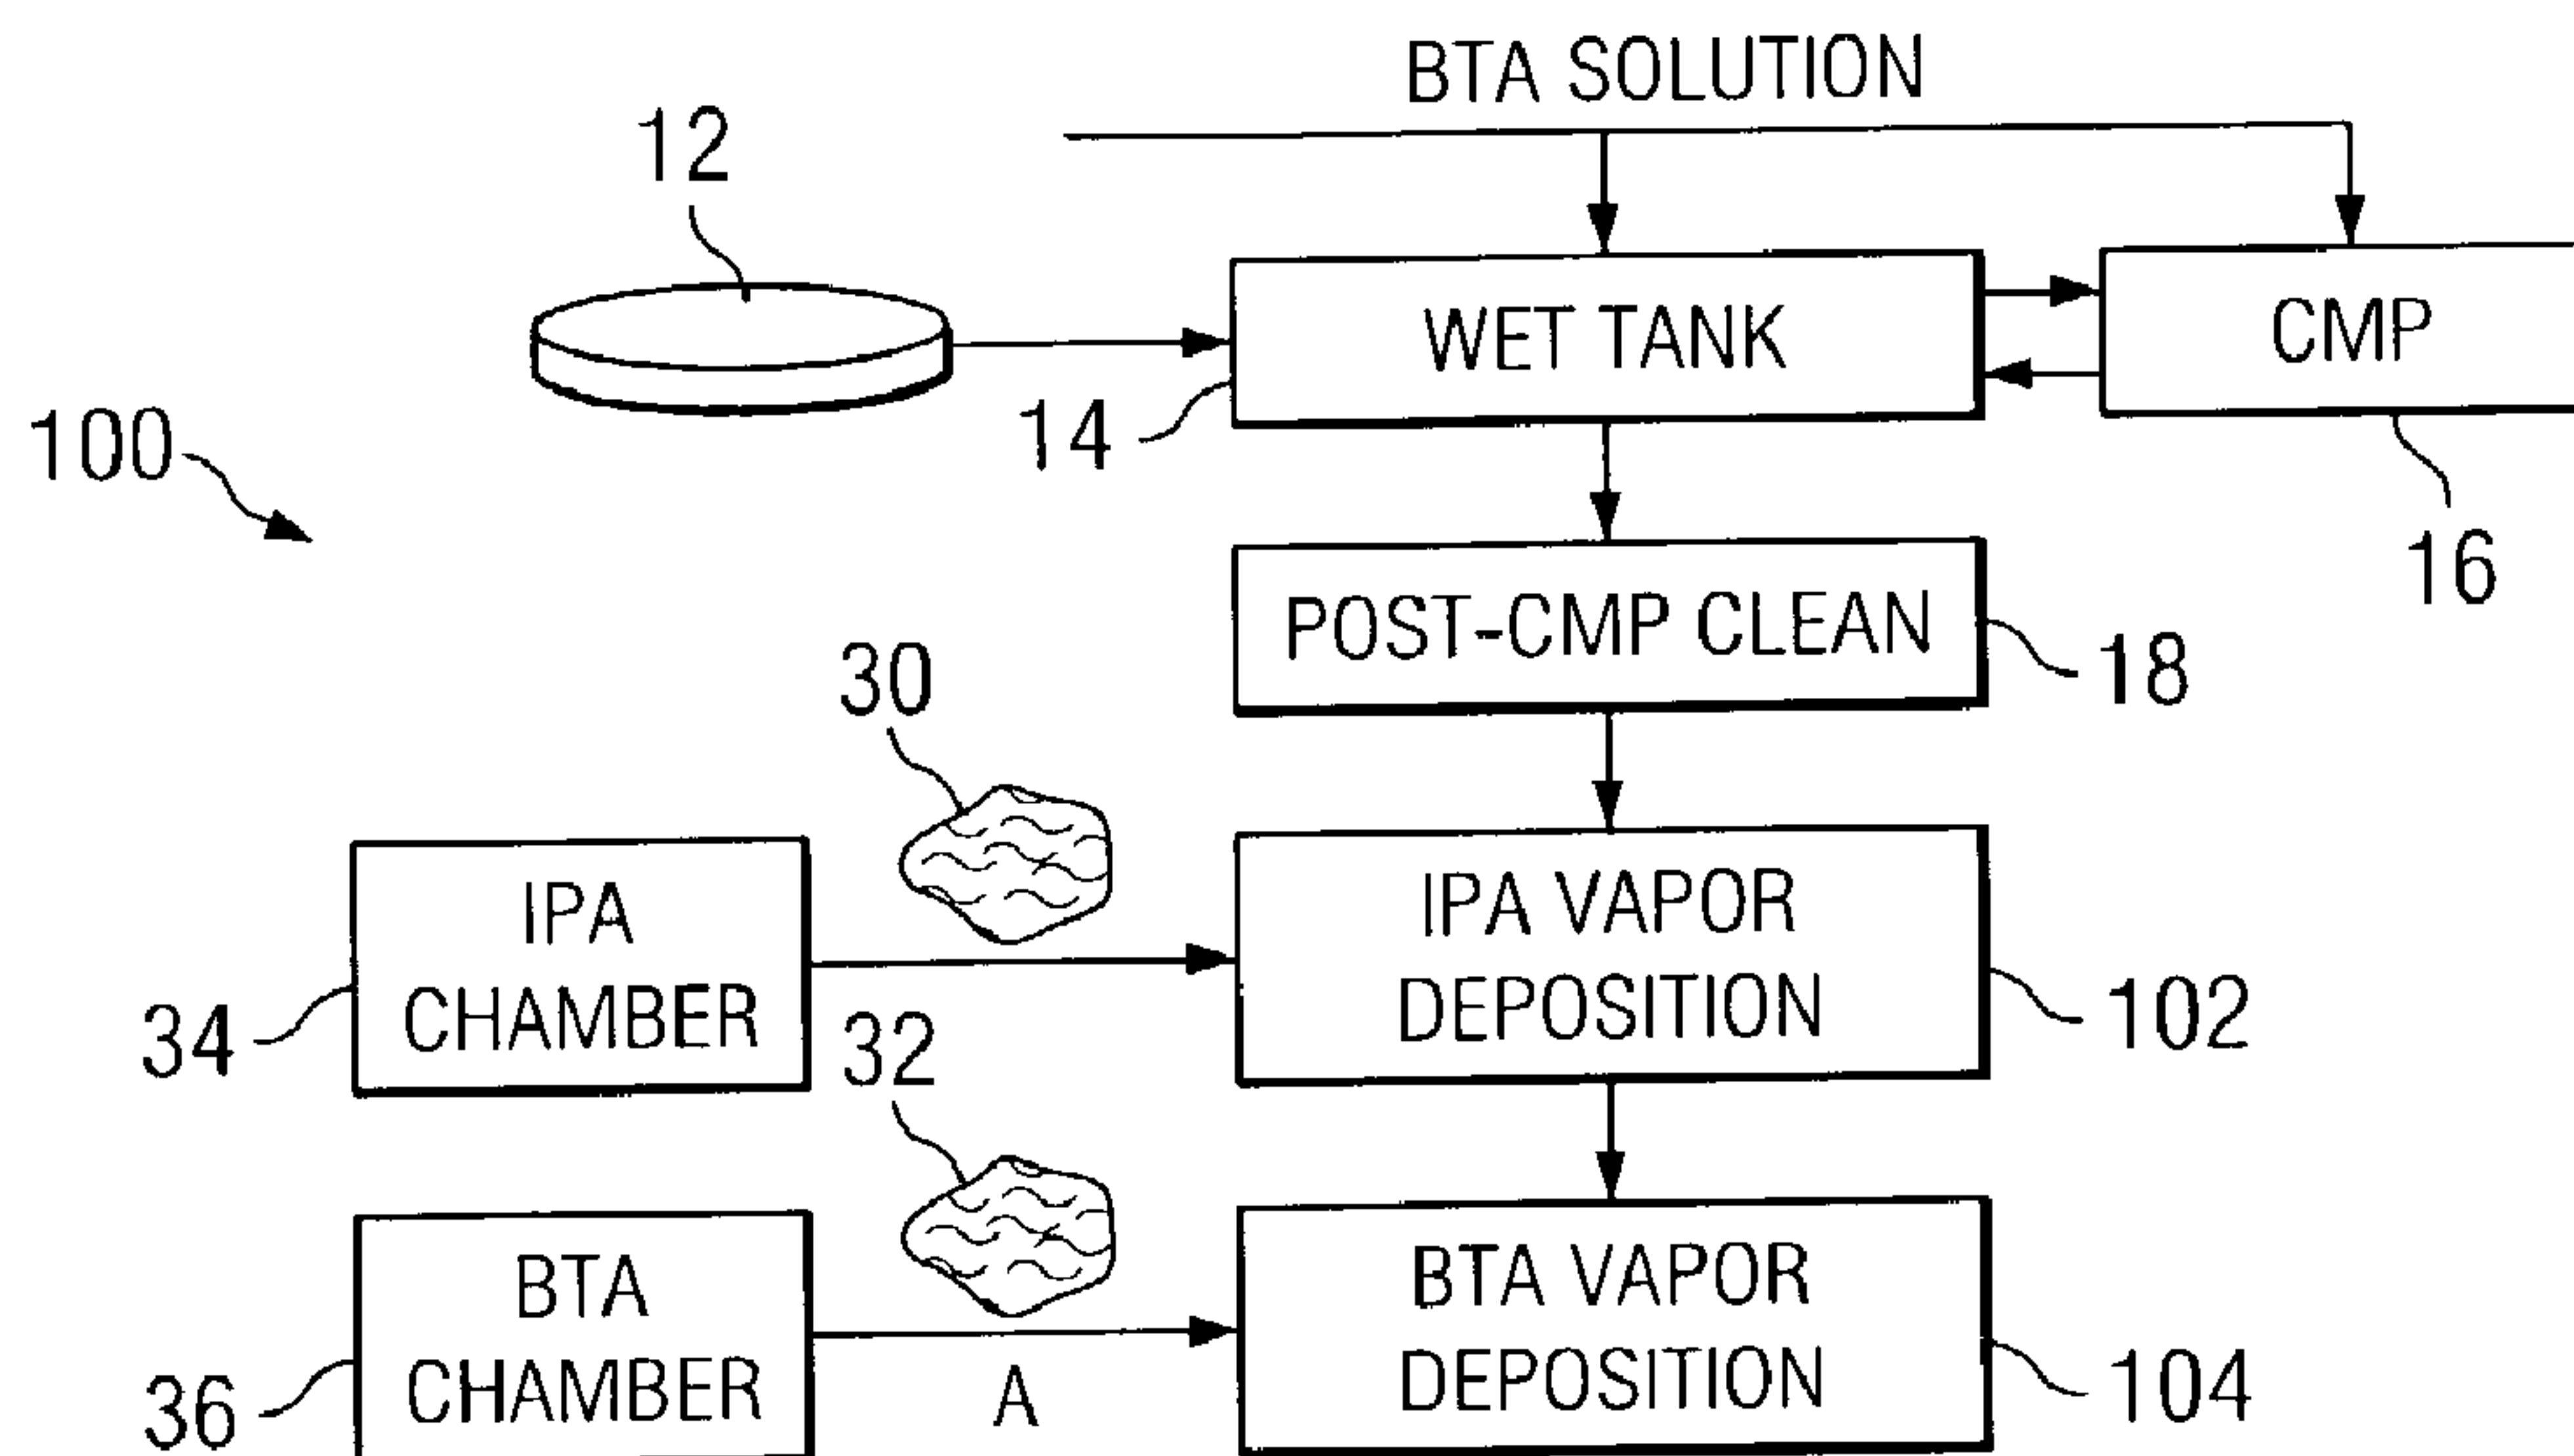 BTA SOLUTION
12
WET TANK
CMP
14
100
16
POST-CMP CLEAN
18
30
IPA
CHAMBER
IPA VAPOR
DEPOSITION
34
102
32
BTA
CHAMBER
BTA VAPOR
DEPOSITION
36
A
104